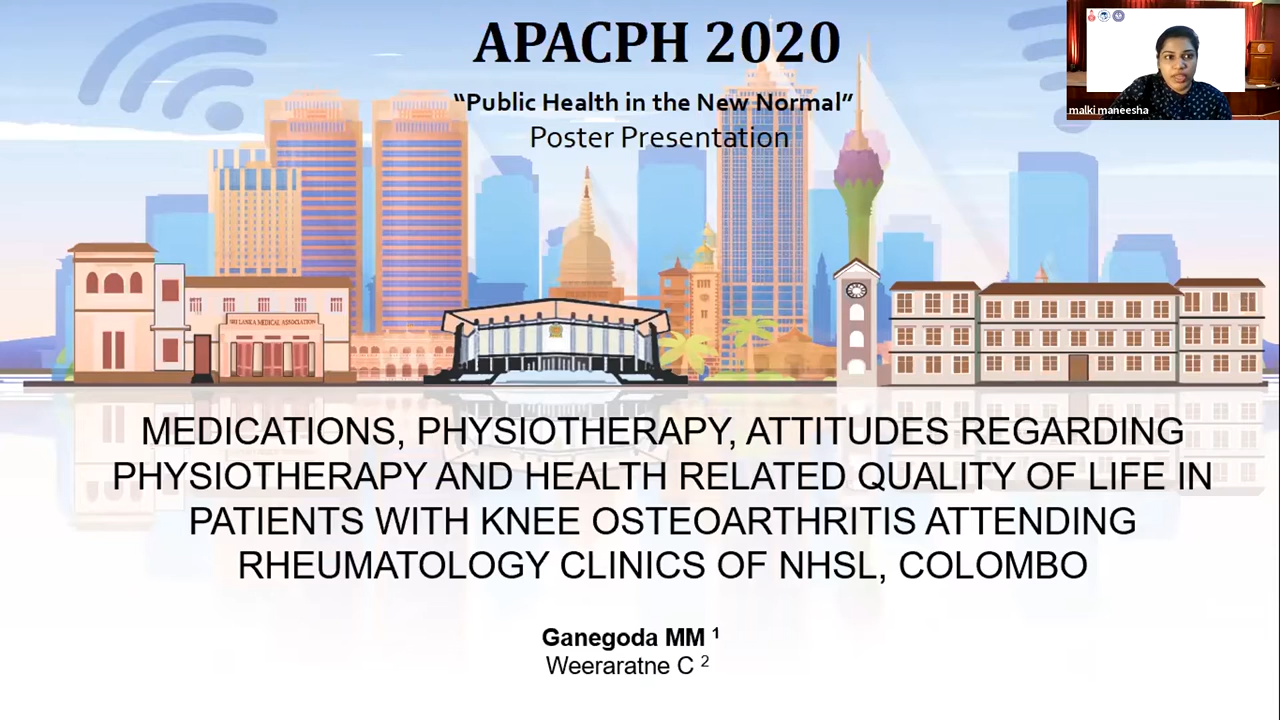 APACPH 2020
“Public Health in the New Normal”
Poster Presentation
malki maneesha
SRI LANKA MEDICAL ASSOCIATION
MEDICATIONS, PHYSIOTHERAPY, ATTITUDES REGARDING
PHYSIOTHERAPY AND HEALTH RELATED QUALITY OF LIFE IN
PATIENTS WITH KNEE OSTEOARTHRITIS ATTENDING
RHEUMATOLOGY CLINICS OF NHSL, COLOMBO
Ganegoda MM ¹
Weeraratne C ²